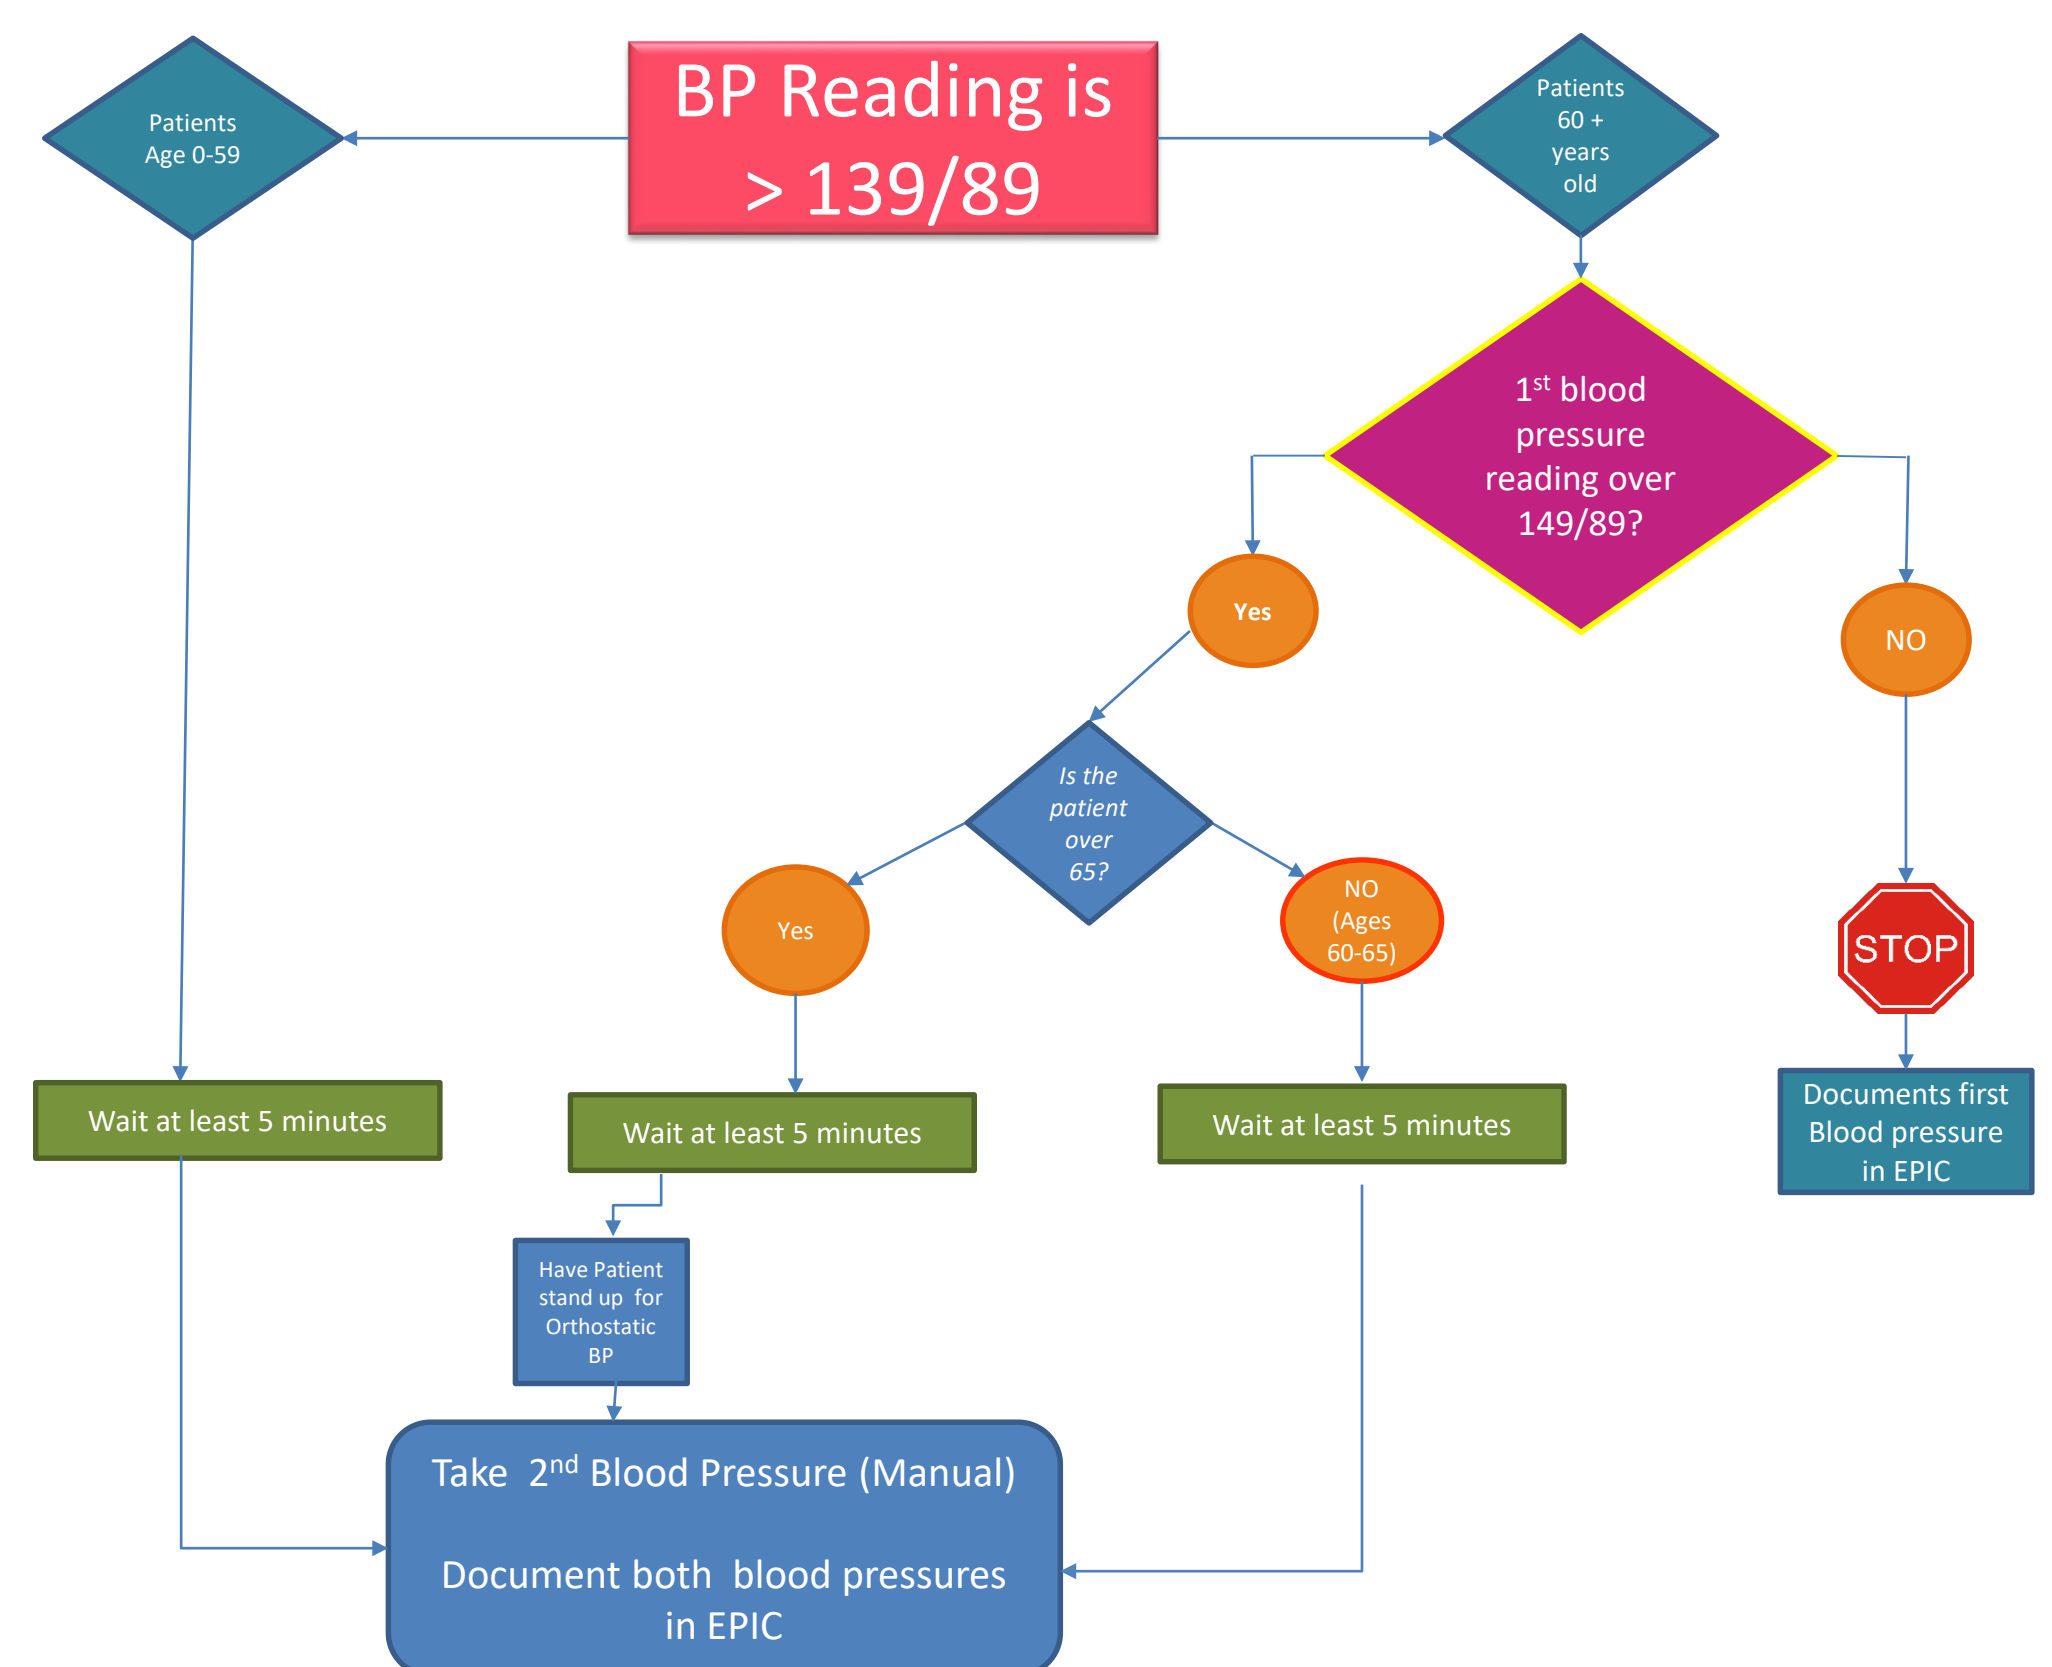 BP Reading is
> 139/89
Patients
Age 0-59
Patients
60 +
years
old
1st blood
pressure
reading over
149/89?
Yes
NO
Is the
patient
over
65?
Yes
NO
(Ages
60-65)
STOP
Wait at least 5 minutes
Wait at least 5 minutes
Wait at least 5 minutes
Documents first
Blood pressure
in EPIC
Have Patient
stand up  for
Orthostatic
BP
Take  2nd Blood Pressure (Manual)
Document both  blood pressures
in EPIC